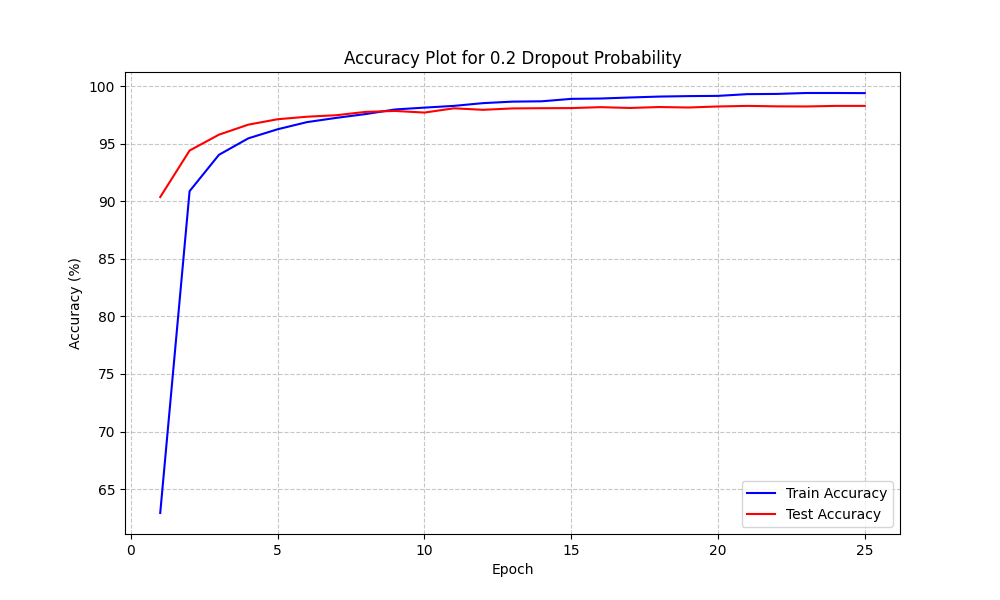 Accuracy Plot for 0.2 Dropout Probability
100
95
90
85
80
75
70
65
Accuracy (%)
Train Accuracy
Test Accuracy
0 5 10 15 20 25
Epoch